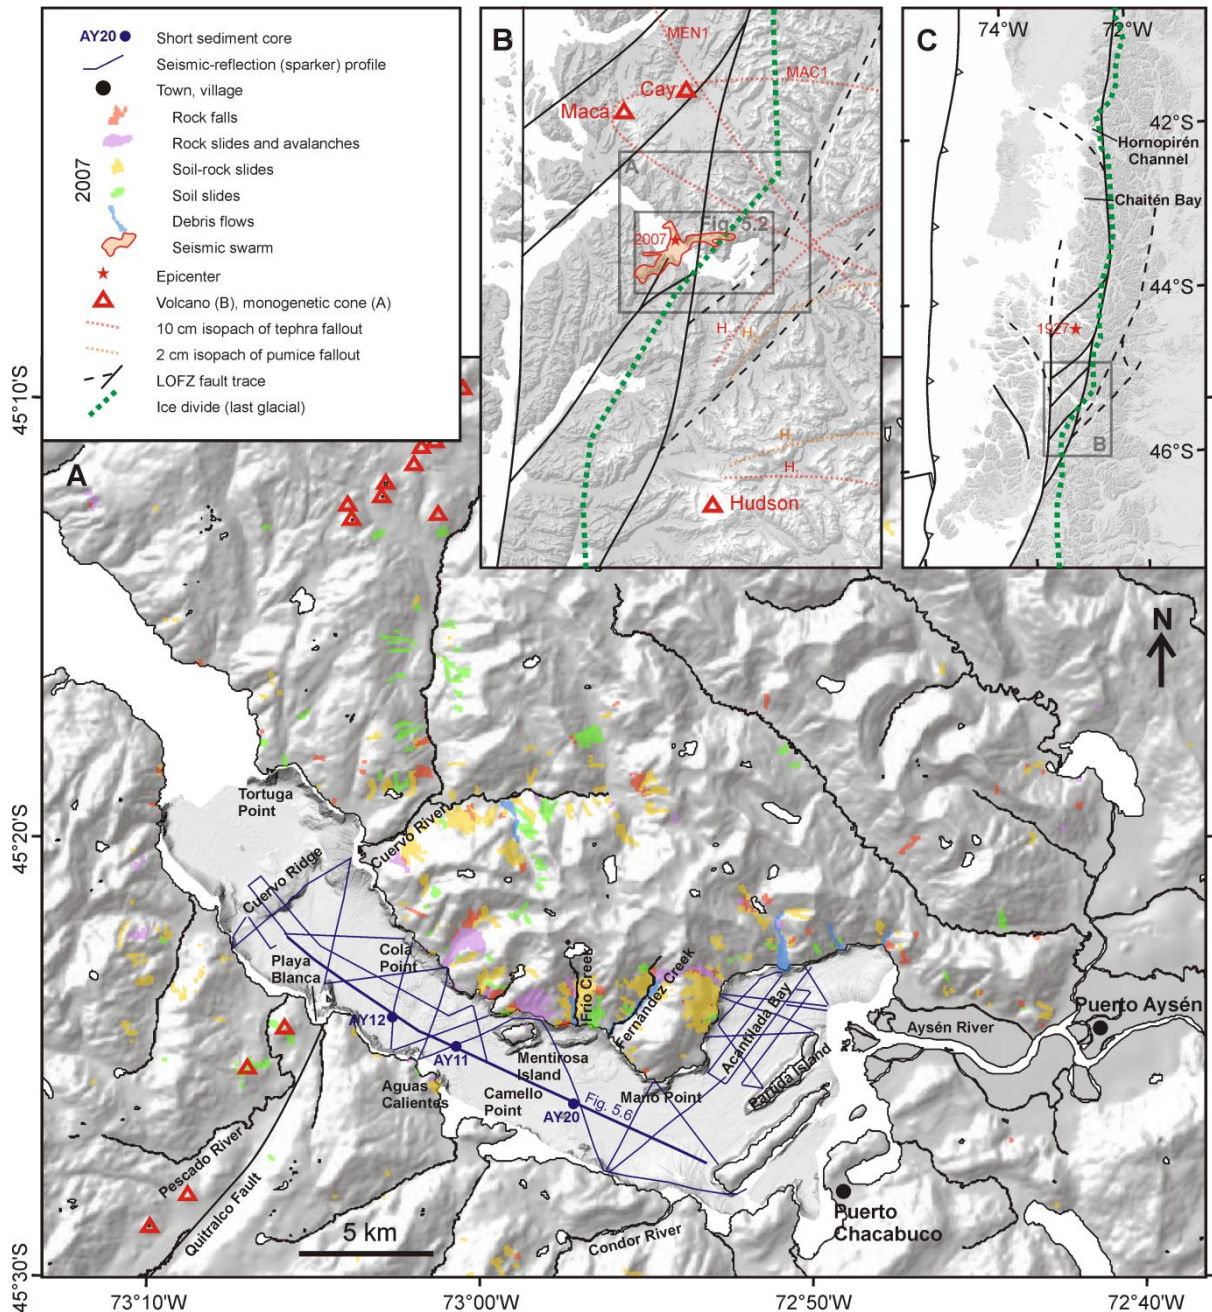 AY20
Short sediment core
Seismic-reflection (sparker) profile
Town, village
2007
Rock falls
Rock slides and avalanches
Soil-rock slides
Soil slides
Debris flows
Seismic swarm
Epicenter
Volcano (B), monogenetic cone (A)
10 cm isopach of tephra fallout
2 cm isopach of pumice fallout
LOFZ fault trace
Ice divide (last glacial)
B
MEN1
MAC1
Cay
Macá
A
Fig. 5.2
2007
H.
H.
H.
H.
Hudson
C
74°W
72°W
42°S
Hornopirén
Channel
Chaitén Bay
44°S
1927
B
46°S
45°10'S
A
N
Tortuga
Point
45°20'S
Cuervo River
Cuervo Ridge
Cola
Point
Playa
Blanca
Frio Creek
Fernandez Creek
Acantilada Bay
Puerto Aysén
Aysén River
AY12
AY11
Mentirosa
Island
Partida Island
Aguas
Calientes
Camello
Point
Mano Point
AY20
Fig. 5.6
Pescado River
Quitralco Fault
Puerto
Chacabuco
Condor River
5 km
45°30'S
73°10'W
73°00'W
72°50'W
72°40'W